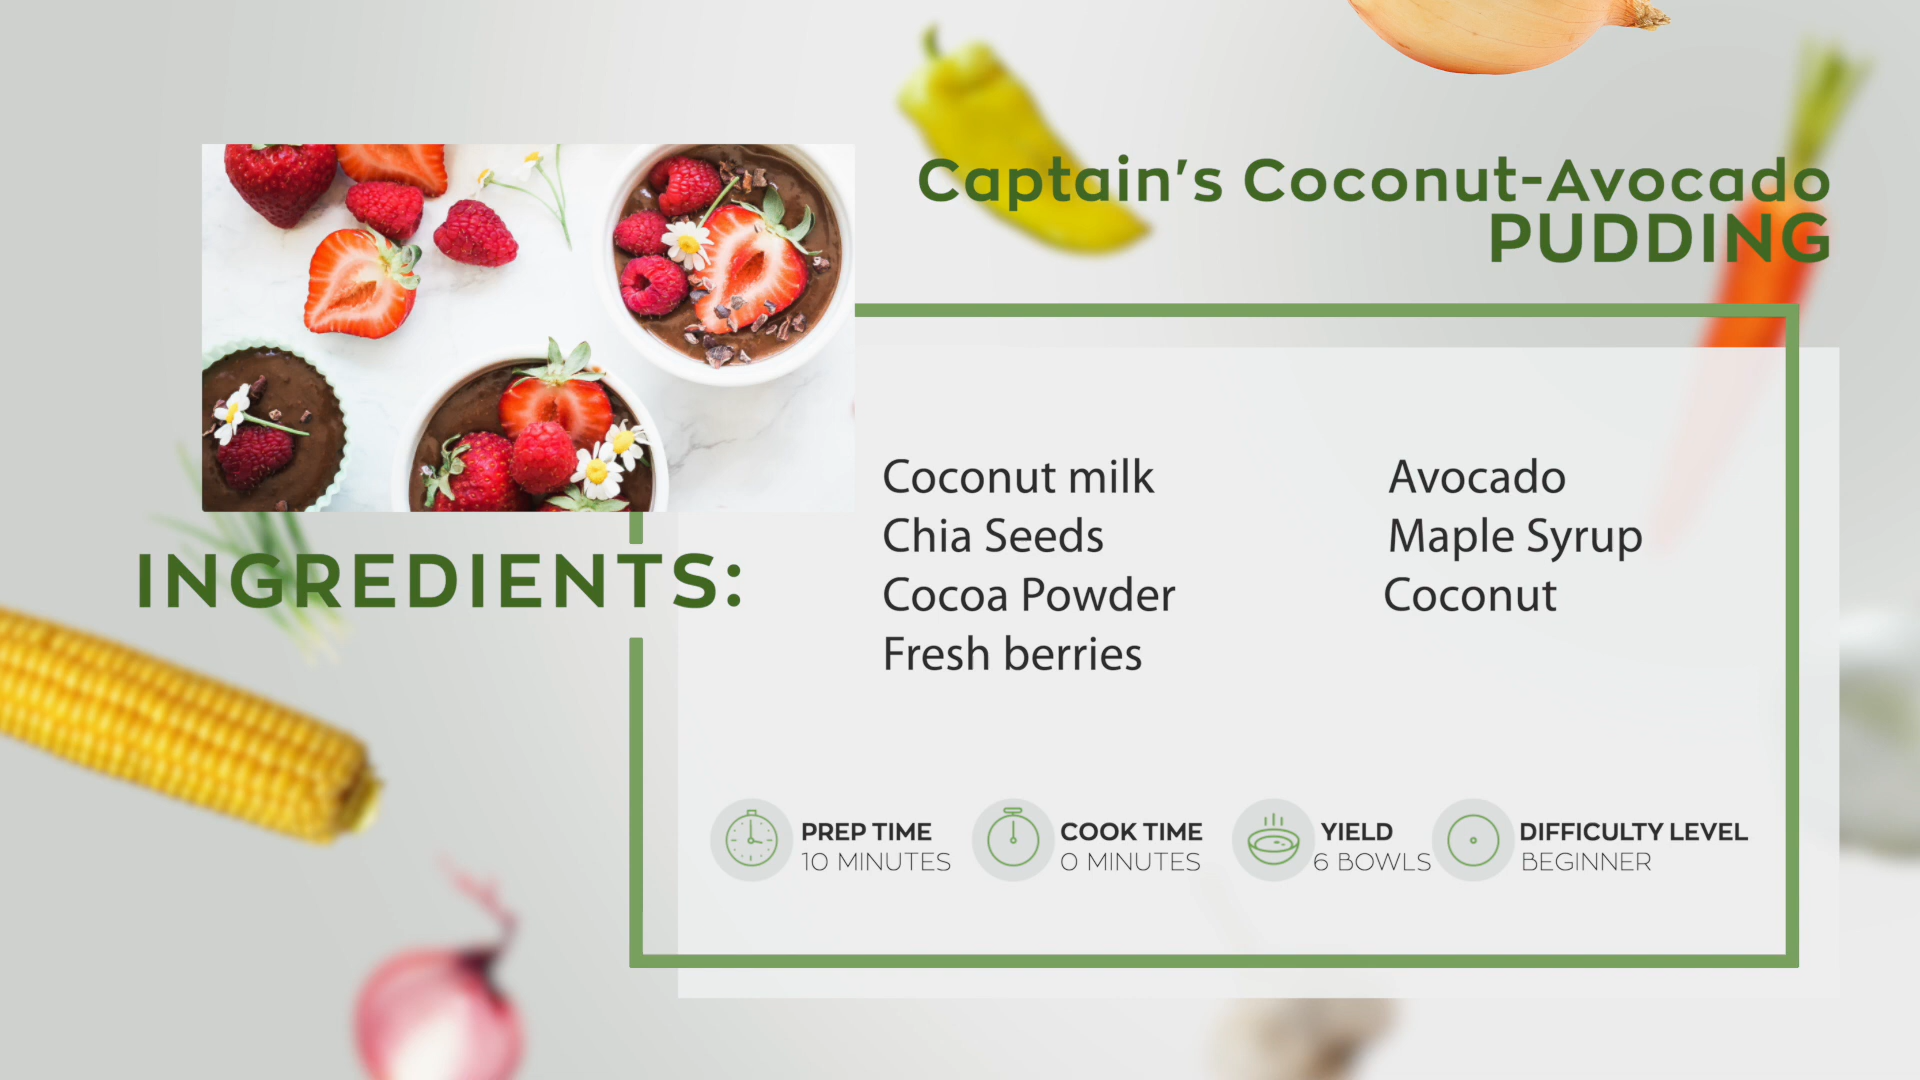 Captain's Coconut-Avocado
PUDDING
INGREDIENTS:
Coconut milk
Chia Seeds
Cocoa Powder
Fresh berries
Avocado
Maple Syrup
Coconut
PREP TIME
10 MINUTES
COOK TIME
0 MINUTES
YIELD
6 BOWLS
DIFFICULTY LEVEL
BEGINNER